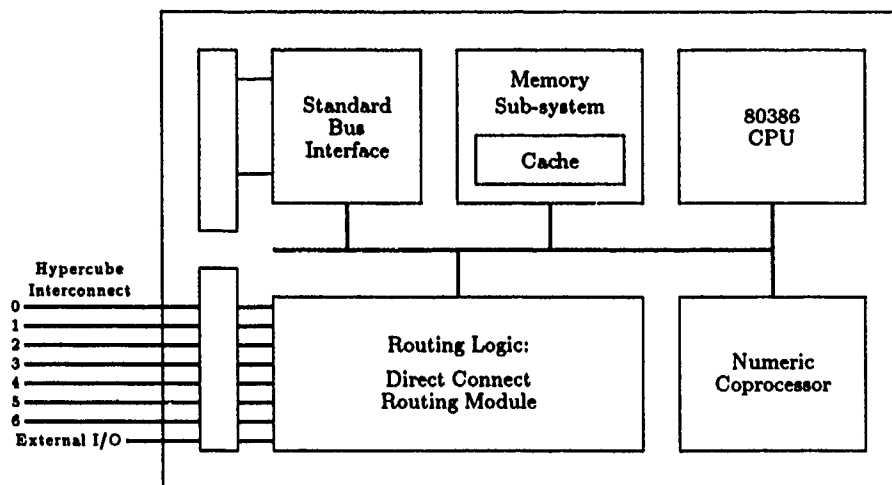 Standard
Bus
Interface
Memory
Sub-system
Cache
80386
CPU
Hypercube
Interconnect
0
1
2
3
4
5
6
External I/O
Routing Logic:
Direct Connect
Routing Module
Numeric
Coprocessor